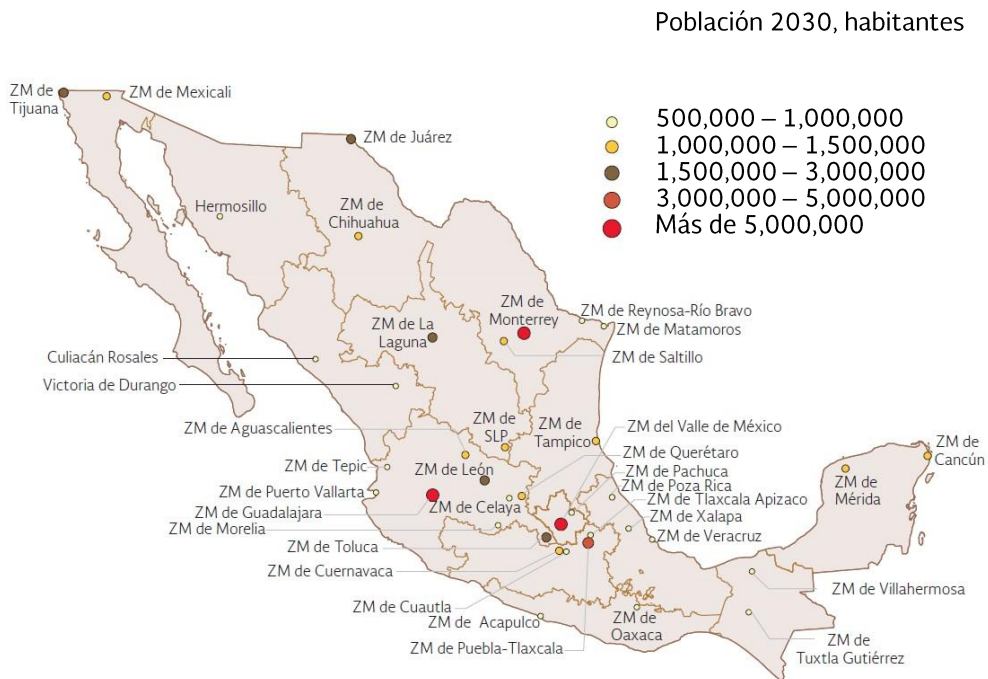 Población 2030, habitantes
500,000 – 1,000,000
1,000,000 – 1,500,000
1,500,000 – 3,000,000
3,000,000 – 5,000,000
Más de 5,000,000
ZM de
Tijuana
ZM de Mexicali
ZM de Juárez
Hermosillo
ZM de
Chihuahua
ZM de
Monterrey
ZM de Reynosa-Río Bravo
ZM de Matamoros
ZM de La
Laguna
ZM de Saltillo
Culiacán Rosales
Victoria de Durango
ZM de Aguascalientes
ZM de
SLP
ZM de
Tampico
ZM del Valle de México
ZM de Querétaro
ZM de Pachuca
ZM de Poza Rica
ZM de Tlaxcala Apizaco
ZM de Xalapa
ZM de Veracruz
ZM de
Cancún
ZM de
Mérida
ZM de Tepic
ZM de León
ZM de Puerto Vallarta
ZM de Celaya
ZM de Guadalajara
ZM de Morelia
ZM de Toluca
ZM de Cuernavaca
ZM de Cuautla
ZM de Acapulco
ZM de Puebla-Tlaxcala
ZM de
Oaxaca
ZM de Villahermosa
ZM de
Tuxtla Gutiérrez